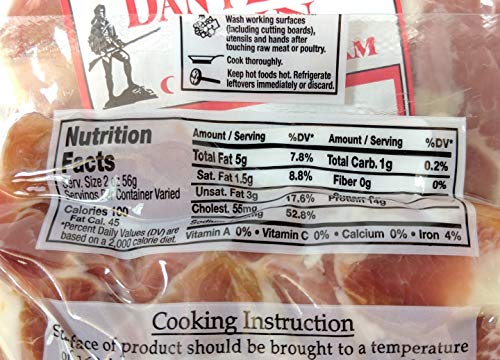 Wash working surfaces
(including cutting boards),
utensils and hands after
touching raw meat or poultry.
Cook thoroughly.
Keep hot foods hot. Refrigerate
leftovers immediately or discard.
Nutrition
Facts
Serv. Size 2 oz 56g
Servings Per Container Varied
Calories 100
Fat Cal. 45
*Percent Daily Values (DV) are
based on a 2,000 calorie diet.
Amount / Serving %DV* Amount / Serving %DV*
Total Fat 5g 7.8% Total Carb. 1g 0.2%
Sat. Fat 1.5g 8.8% Fiber 0g 0%
Unsat. Fat 3g 17.6% Protein 14g
Cholest. 55mg 52.8%
Vitamin A 0% • Vitamin C 0% • Calcium 0% • Iron 4%
Cooking Instruction
Surface of product should be brought to a temperature